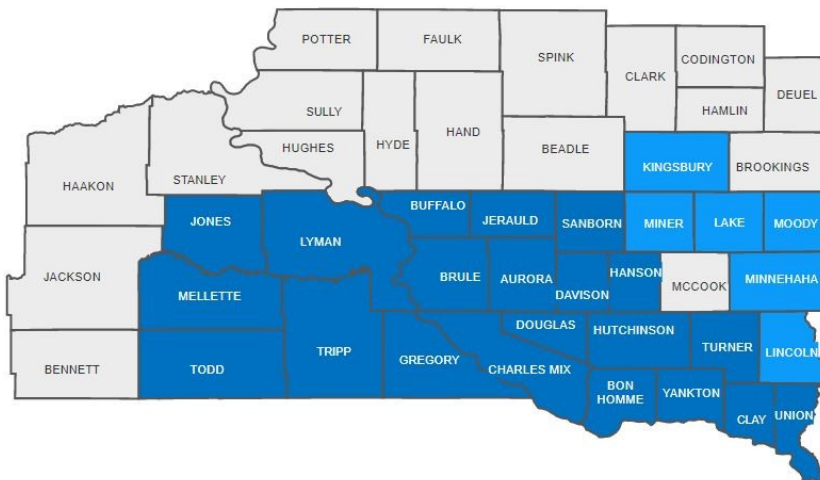 POTTER
FAULK
SPINK
CLARK
CODINGTON
DEUEL
HAMLIN
SULLY
HUGHES
HYDE
HAND
BEADLE
KINGSBURY
BROOKINGS
HAAKON
STANLEY
JONES
LYMAN
BUFFALO
JERAULD
SANBORN
MINER
LAKE
MOODY
JACKSON
MELLETTE
BRULE
AURORA
DAVISON
HANSON
MCCOOK
MINNEHAHA
BENNETT
TODD
TRIPP
GREGORY
CHARLES MIX
DOUGLAS
HUTCHINSON
TURNER
LINCOLN
BON
HOMME
YANKTON
CLAY
UNION